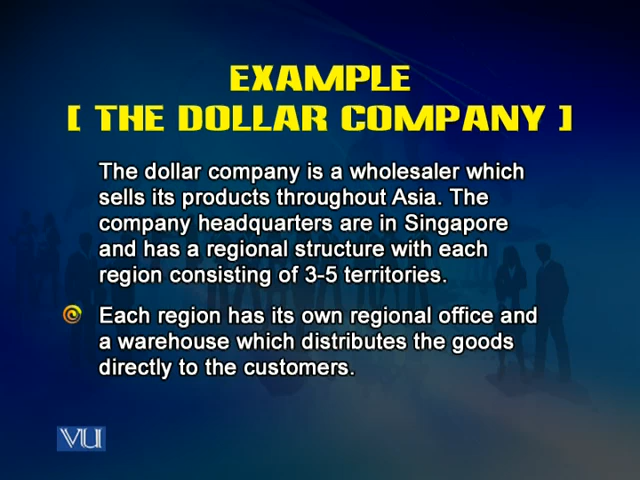 EXAMPLE
[ THE DOLLAR COMPANY ]
The dollar company is a wholesaler which
sells its products throughout Asia. The
company headquarters are in Singapore
and has a regional structure with each
region consisting of 3-5 territories.
Each region has its own regional office and
a warehouse which distributes the goods
directly to the customers.
VU